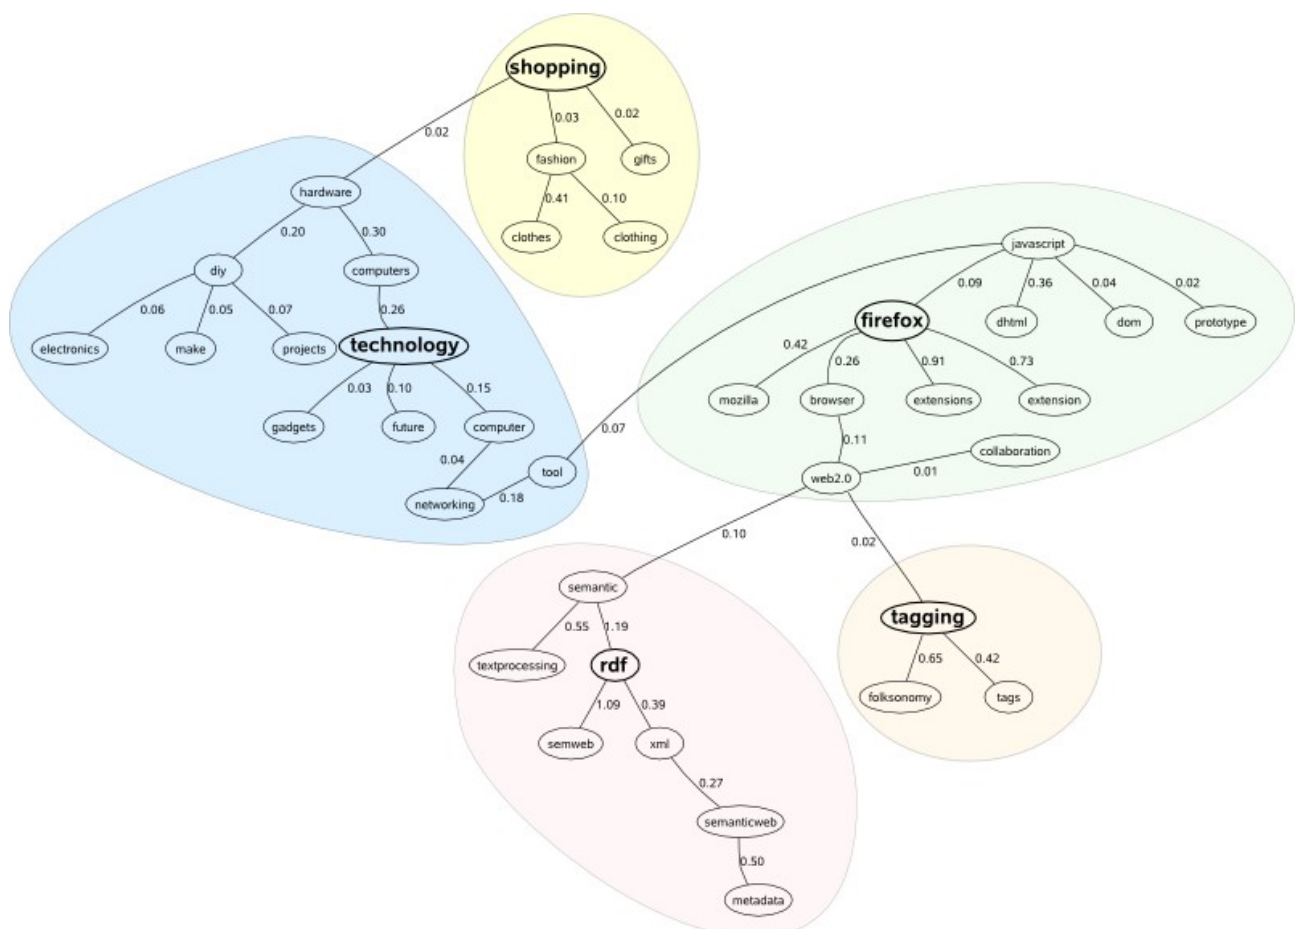 shopping
0.03
0.02
0.02
fashion
gifts
hardware
0.41
0.10
0.20
0.30
clothes
clothing
javascript
diy
computers
0.06
0.05
0.07
0.26
0.09
0.36
0.04
0.02
electronics
make
projects
technology
firefox
dhtml
dom
prototype
0.03
0.10
0.15
0.42
0.26
0.91
0.73
gadgets
future
computer
0.07
mozilla
browser
extensions
extension
0.04
tool
0.11
collaboration
networking
0.18
web2.0
0.01
0.10
0.02
semantic
0.55
1.19
tagging
textprocessing
rdf
0.65
0.42
1.09
0.39
folksonomy
tags
semweb
xml
0.27
semanticweb
0.50
metadata